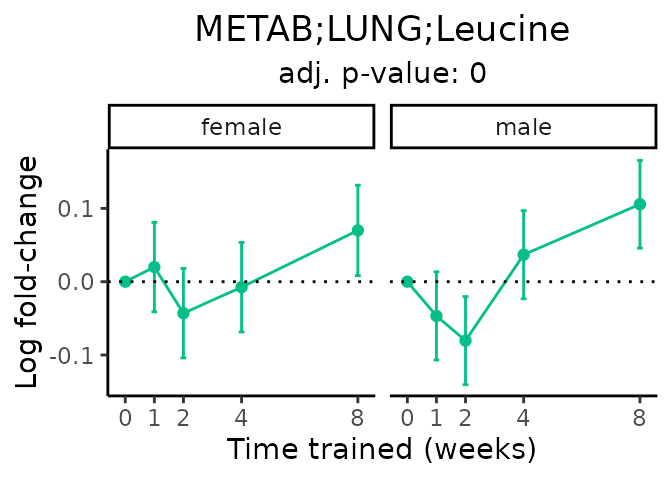 METAB;LUNG;Leucine
adj. p-value: 0
female male
Log fold-change
0.1
0.0
-0.1
0 1 2 4 8 0 1 2 4 8
Time trained (weeks)